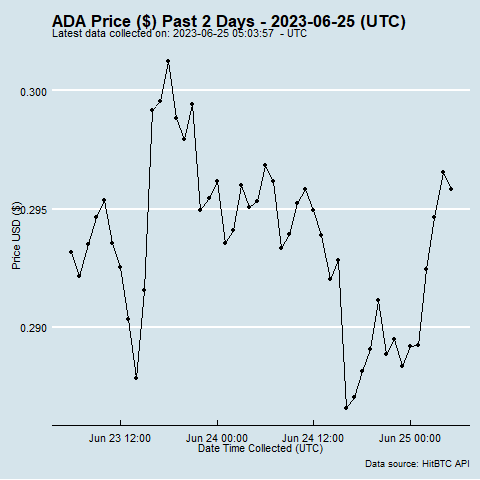 ADA Price ($) Past 2 Days - 2023-06-25 (UTC)
Latest data collected on: 2023-06-25 05:03:57  - UTC
0.300
0.295
0.290
Price USD ($)
Jun 23 12:00 Jun 24 00:00 Jun 24 12:00 Jun 25 00:00
Date Time Collected (UTC)
Data source: HitBTC API